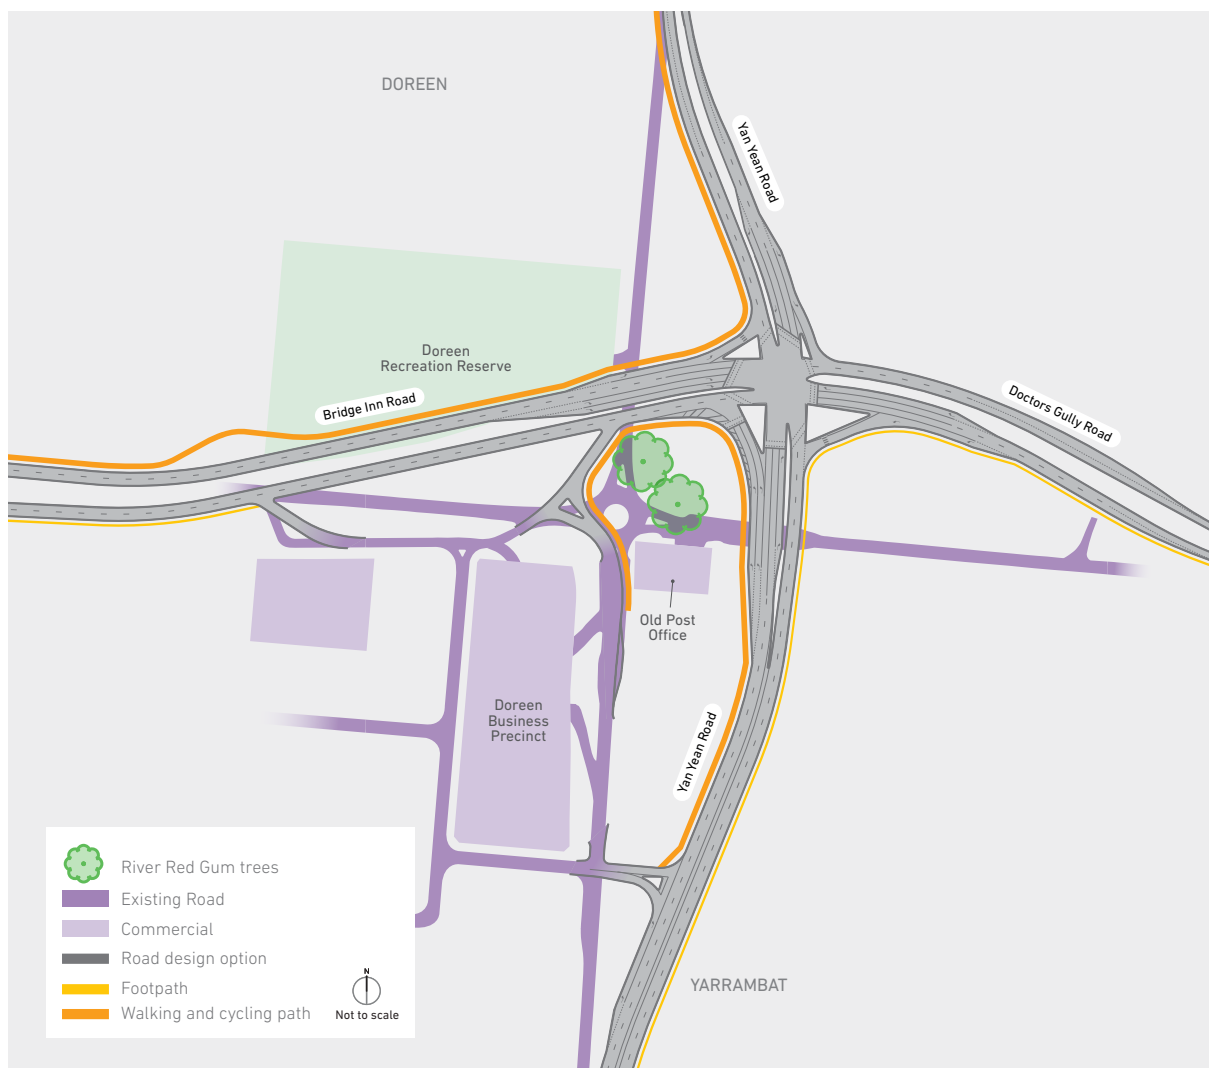 DOREEN
Yan Yean Road
Doreen
Recreation Reserve
Bridge Inn Road
Doctors Gully Road
Old Post
Office
Doreen
Business
Precinct
Yan Yean Road
River Red Gum trees
Existing Road
Commercial
Road design option
Footpath
Walking and cycling path
N
Not to scale
YARRAMBAT